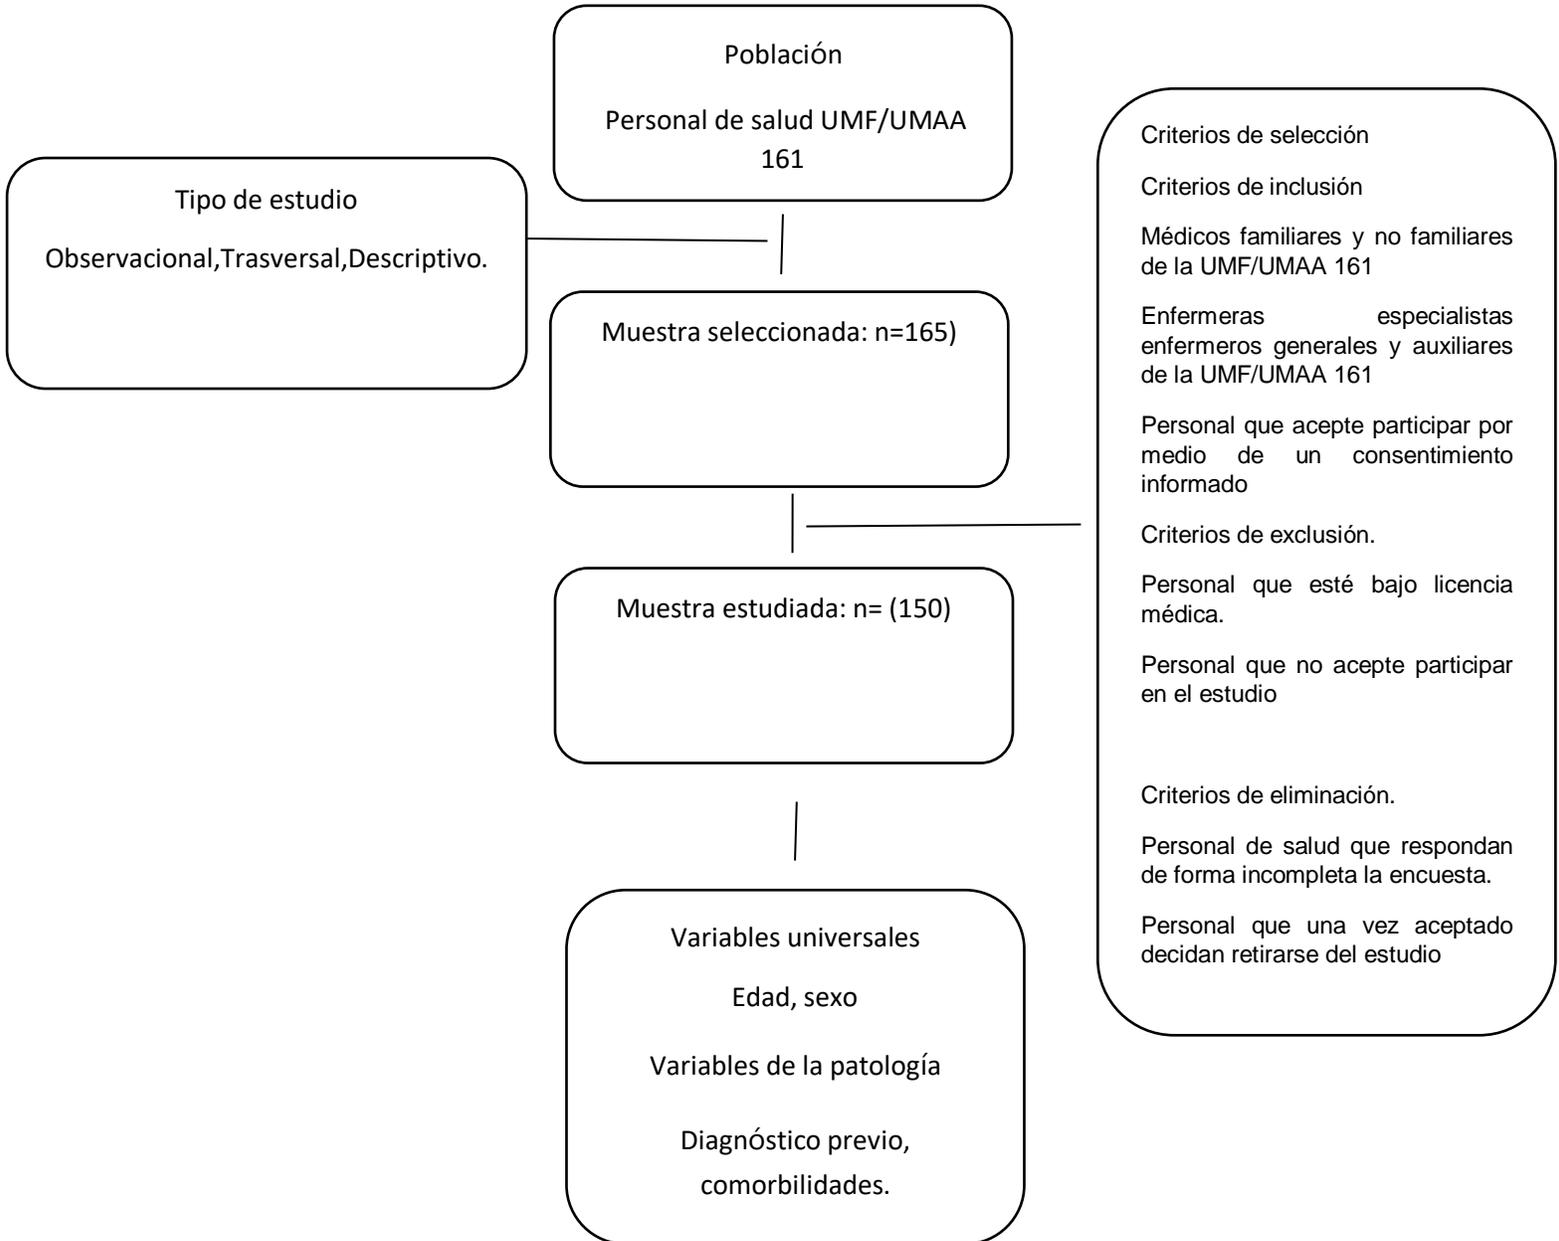 Población
Personal de salud UMF/UMAA
161
Tipo de estudio
Observacional,Trasversal,Descriptivo.
Muestra seleccionada: n=165)
Muestra estudiada: n= (150)
Variables universales
Edad, sexo
Variables de la patología
Diagnóstico previo,
comorbilidades.
Criterios de selección
Criterios de inclusión
Médicos familiares y no familiares
de la UMF/UMAA 161
Enfermeras especialistas
enfermeros generales y auxiliares
de la UMF/UMAA 161
Personal que acepte participar por
medio de un consentimiento
informado
Criterios de exclusión.
Personal que esté bajo licencia
médica.
Personal que no acepte participar
en el estudio
Criterios de eliminación.
Personal de salud que respondan
de forma incompleta la encuesta.
Personal que una vez aceptado
decidan retirarse del estudio